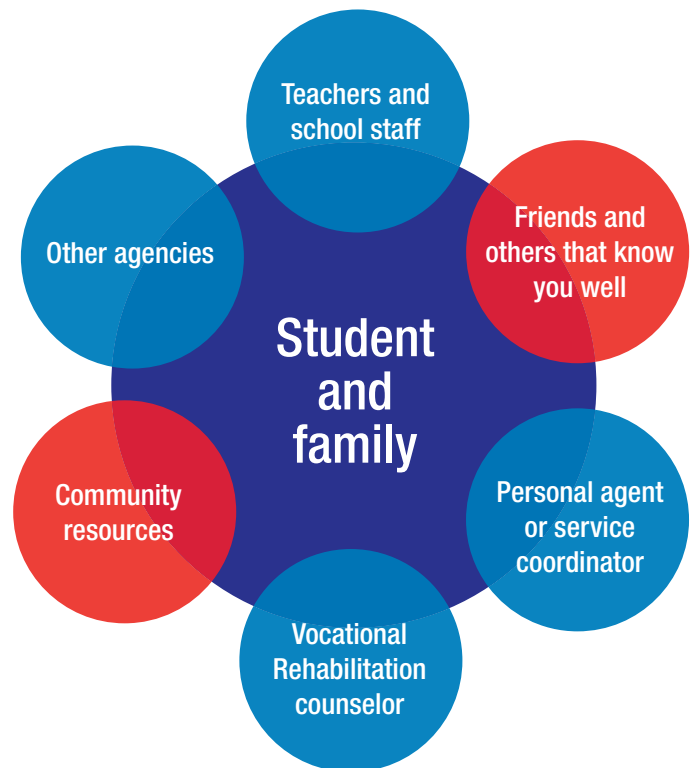 Teachers and
school staff
Friends and
others that know
you well
Other agencies
Student
and
family
Personal agent
or service
coordinator
Community
resources
Vocational
Rehabilitation
counselor